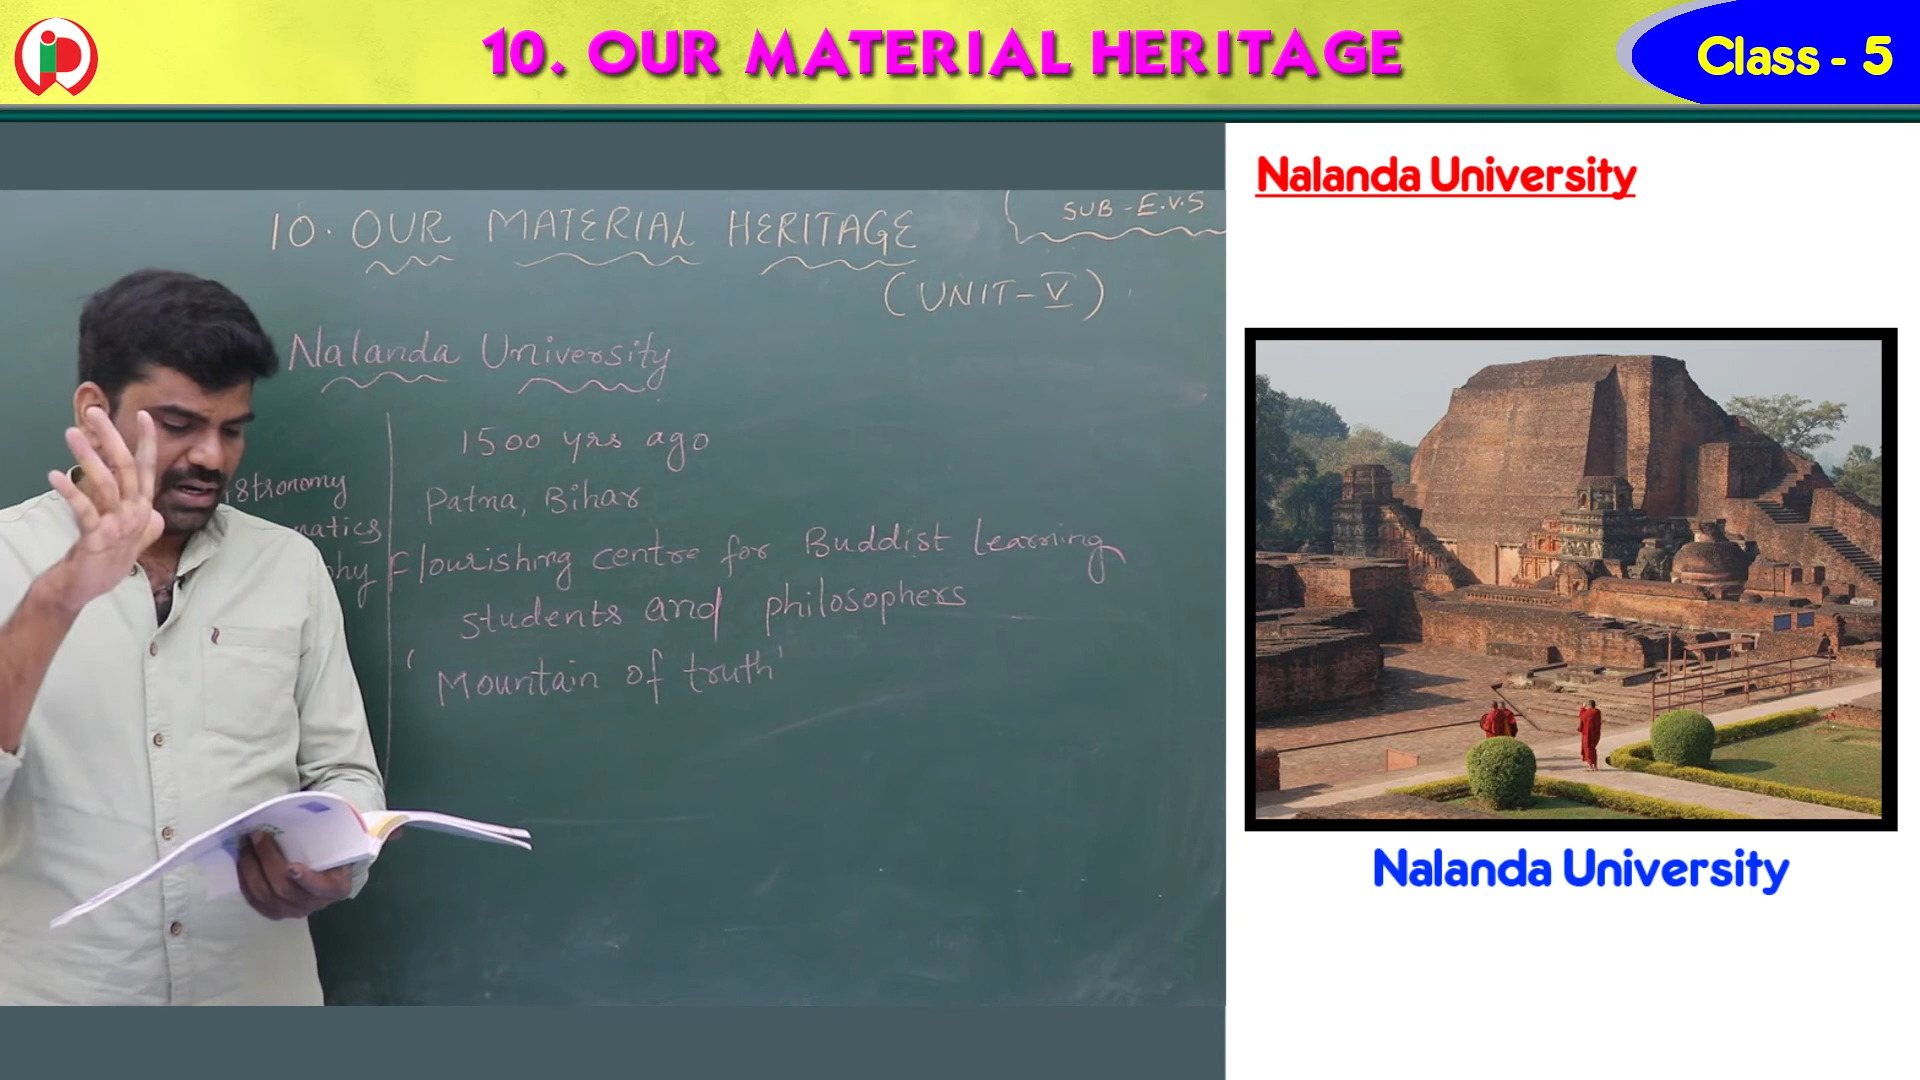 10. OUR MATERIAL HERITAGE
Class - 5
10. OUR MATERIAL HERITAGE
SUB - E.V.S
(UNIT-V)
Nalanda University
1500 yrs ago
Patna, Bihar
Flourishing centre for Buddist learning
students and philosophers
'Mountain of truth'
Nalanda University
Nalanda University